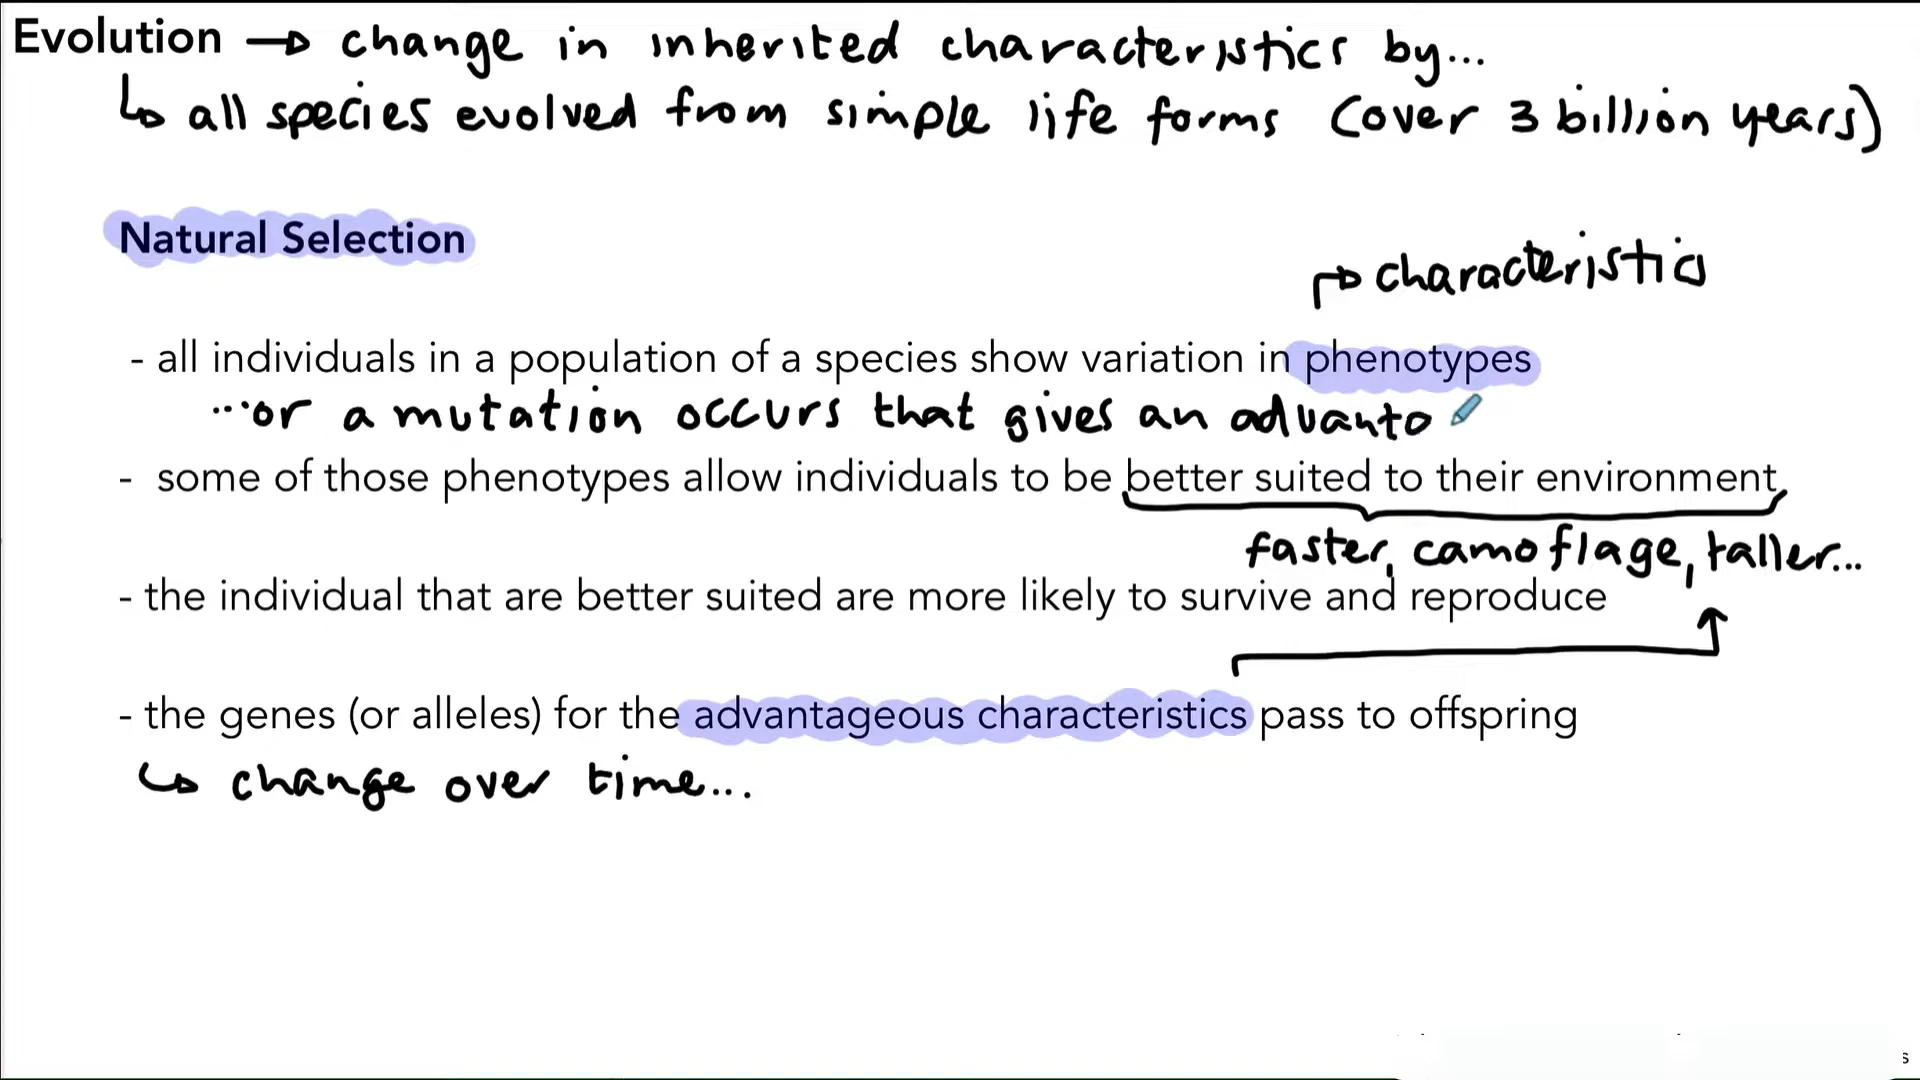 Evolution → change in inherited characteristics by...
↳ all species evolved from simple life forms (over 3 billion years)
Natural Selection
↱ characteristics
- all individuals in a population of a species show variation in phenotypes
...or a mutation occurs that gives an advanta
- some of those phenotypes allow individuals to be better suited to their environment
faster, camoflage, taller...
- the individual that are better suited are more likely to survive and reproduce
- the genes (or alleles) for the advantageous characteristics pass to offspring
↳ change over time...
s